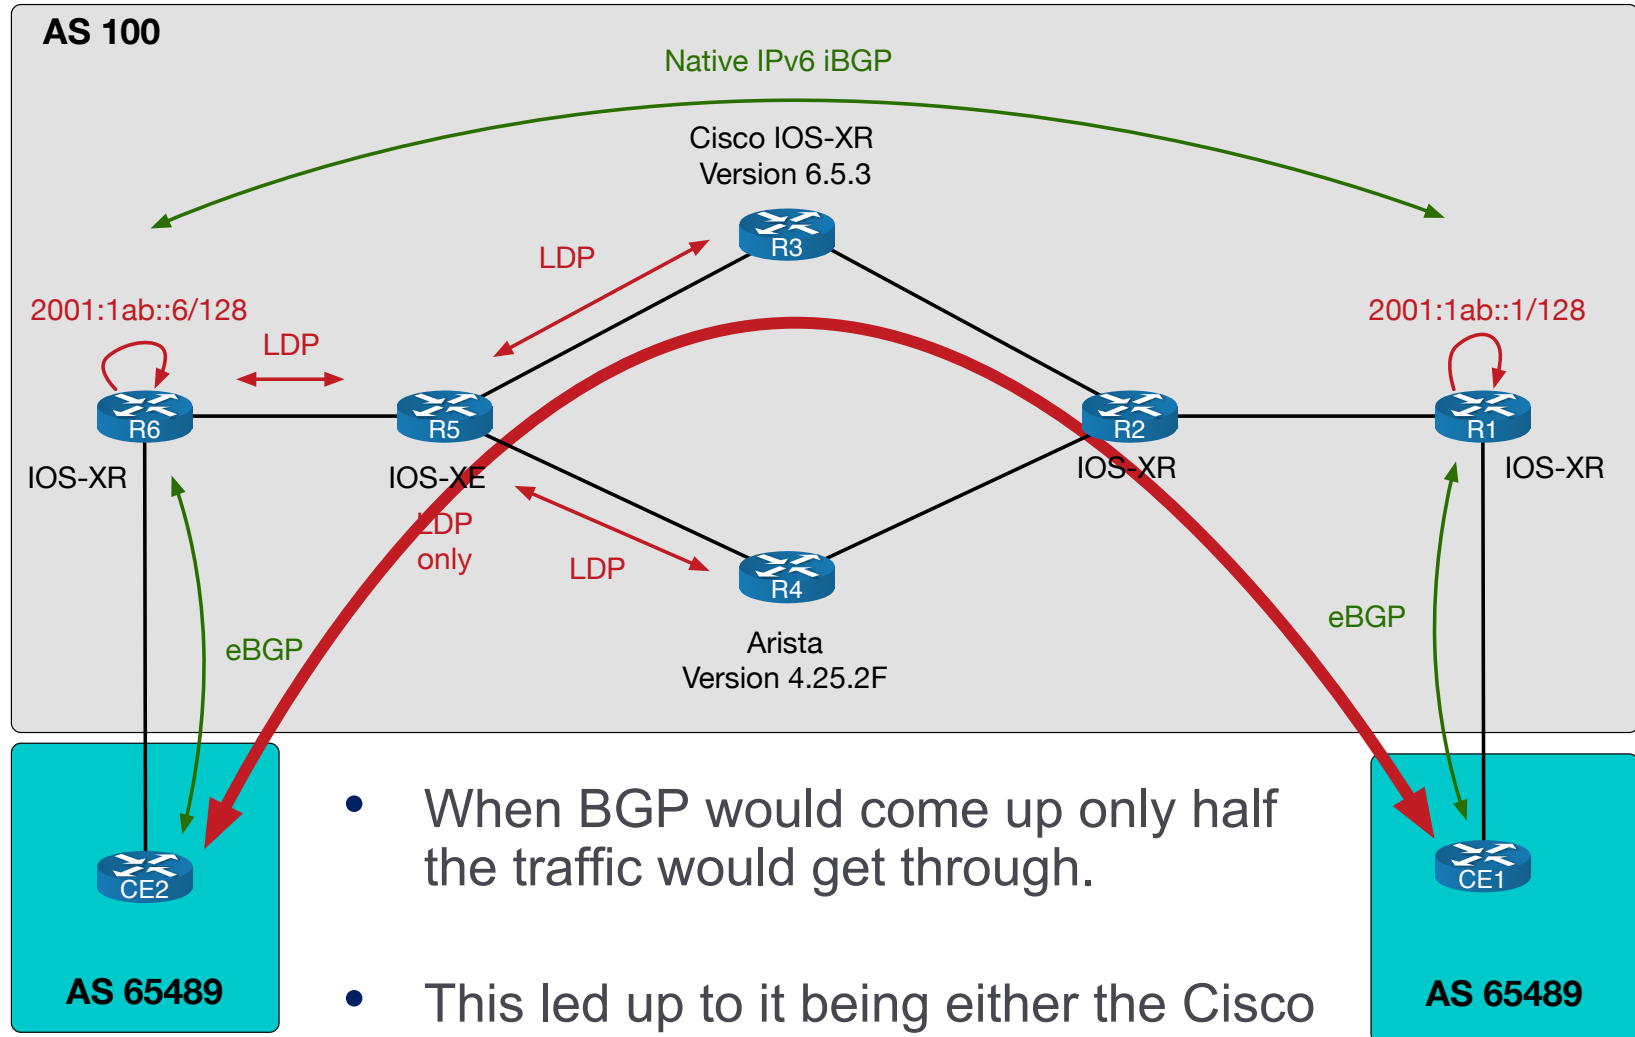 AS 100
Native IPv6 iBGP
Cisco IOS-XR
Version 6.5.3
R3
LDP
2001:1ab::6/128
2001:1ab::1/128
LDP
R6
R5
R2
R1
IOS-XR
IOS-XE
IOS-XR
IOS-XR
LDP
only
LDP
R4
eBGP
eBGP
Arista
Version 4.25.2F
• When BGP would come up only half
the traffic would get through.
CE2
CE1
AS 65489
• This led up to it being either the Cisco
AS 65489